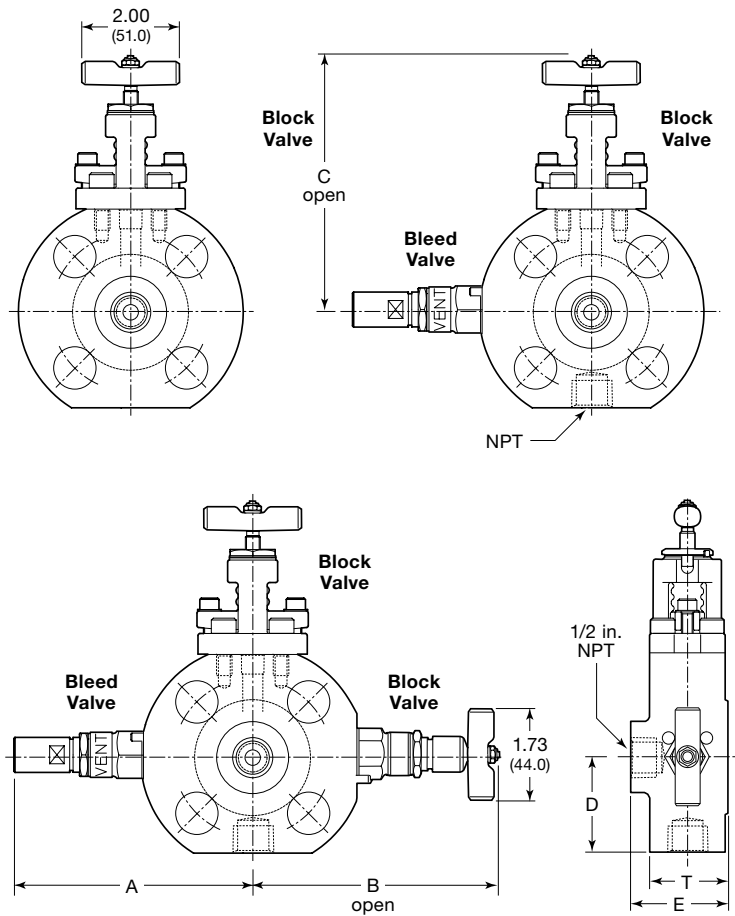 2.00
(51.0)
Block
Valve
C
open
Block
Valve
Bleed
Valve
VENT
NPT
Block
Valve
Bleed
Valve
Block
Valve
VENT
1.73
(44.0)
A
B
open
1/2 in.
NPT
D
T
E